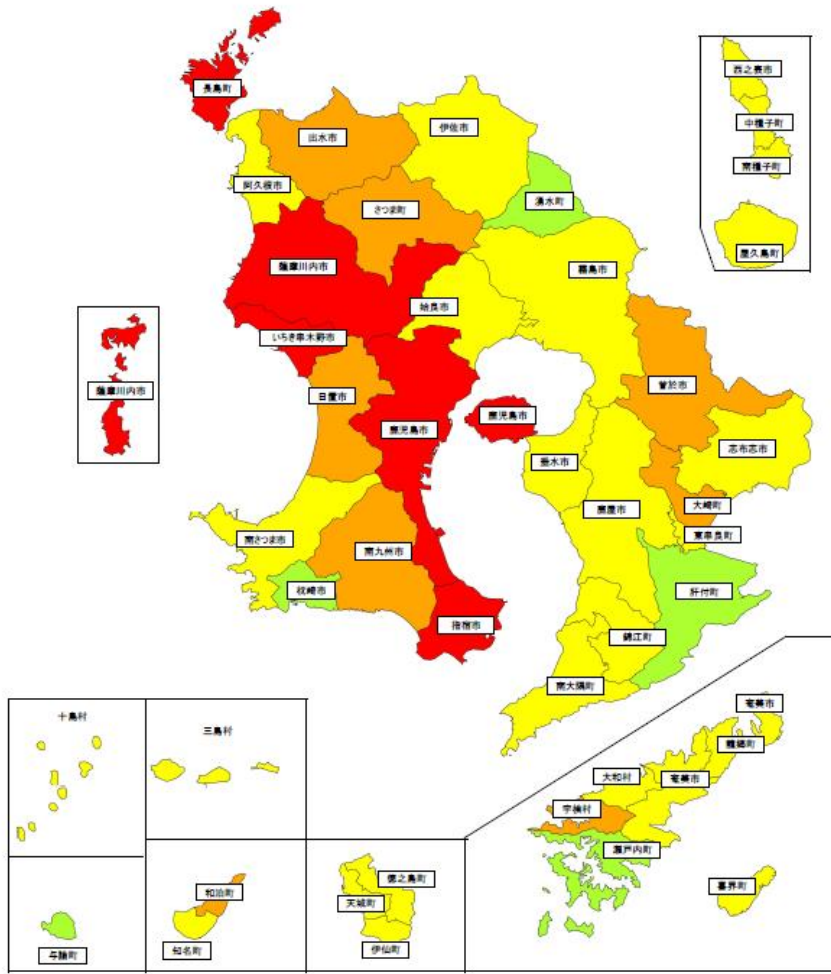 長島町
出水市
伊佐市
阿久根市
さつま町
湧水町
薩摩川内市
霧島市
姶良市
いちき串木野市
薩摩川内市
日置市
鹿児島市
鹿児島市
曽於市
志布志市
垂水市
鹿屋市
大崎町
東串良町
南さつま市
南九州市
枕崎市
指宿市
肝付町
錦江町
南大隅町
西之表市
中種子町
南種子町
屋久島町
十島村
三島村
奄美市
龍郷町
大和村
奄美市
宇検村
瀬戸内町
喜界町
与論町
和泊町
知名町
徳之島町
天城町
伊仙町